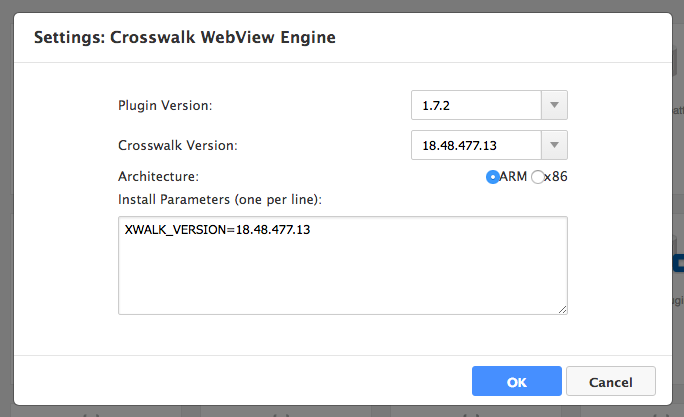 Settings: Crosswalk WebView Engine
Plugin Version: 1.7.2
Crosswalk Version: 18.48.477.13
Architecture: ARM x86
Install Parameters (one per line):
XWALK_VERSION=18.48.477.13
OK Cancel